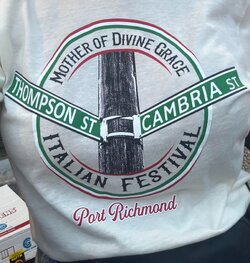 MOTHER OF DIVINE GRACE
THOMPSON ST
CAMBRIA ST
ITALIAN FESTIVAL
Port Richmond